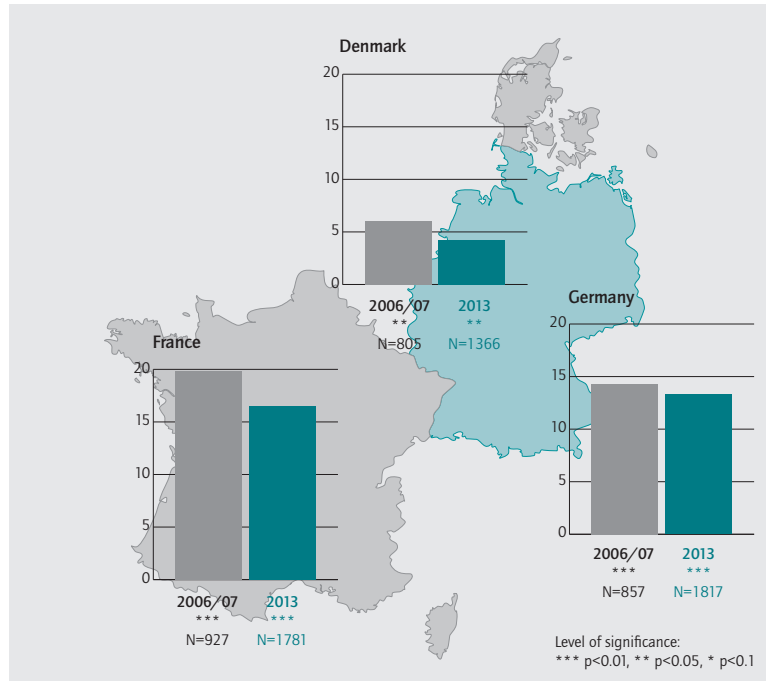 Denmark
20
15
10
5
0
2006/07 2013
** **
N=805 N=1366
Germany
20
15
10
5
0
2006/07 2013
*** ***
N=857 N=1817
France
20
15
10
5
0
2006/07 2013
*** ***
N=927 N=1781
Level of significance:
*** p<0.01, ** p<0.05, * p<0.1